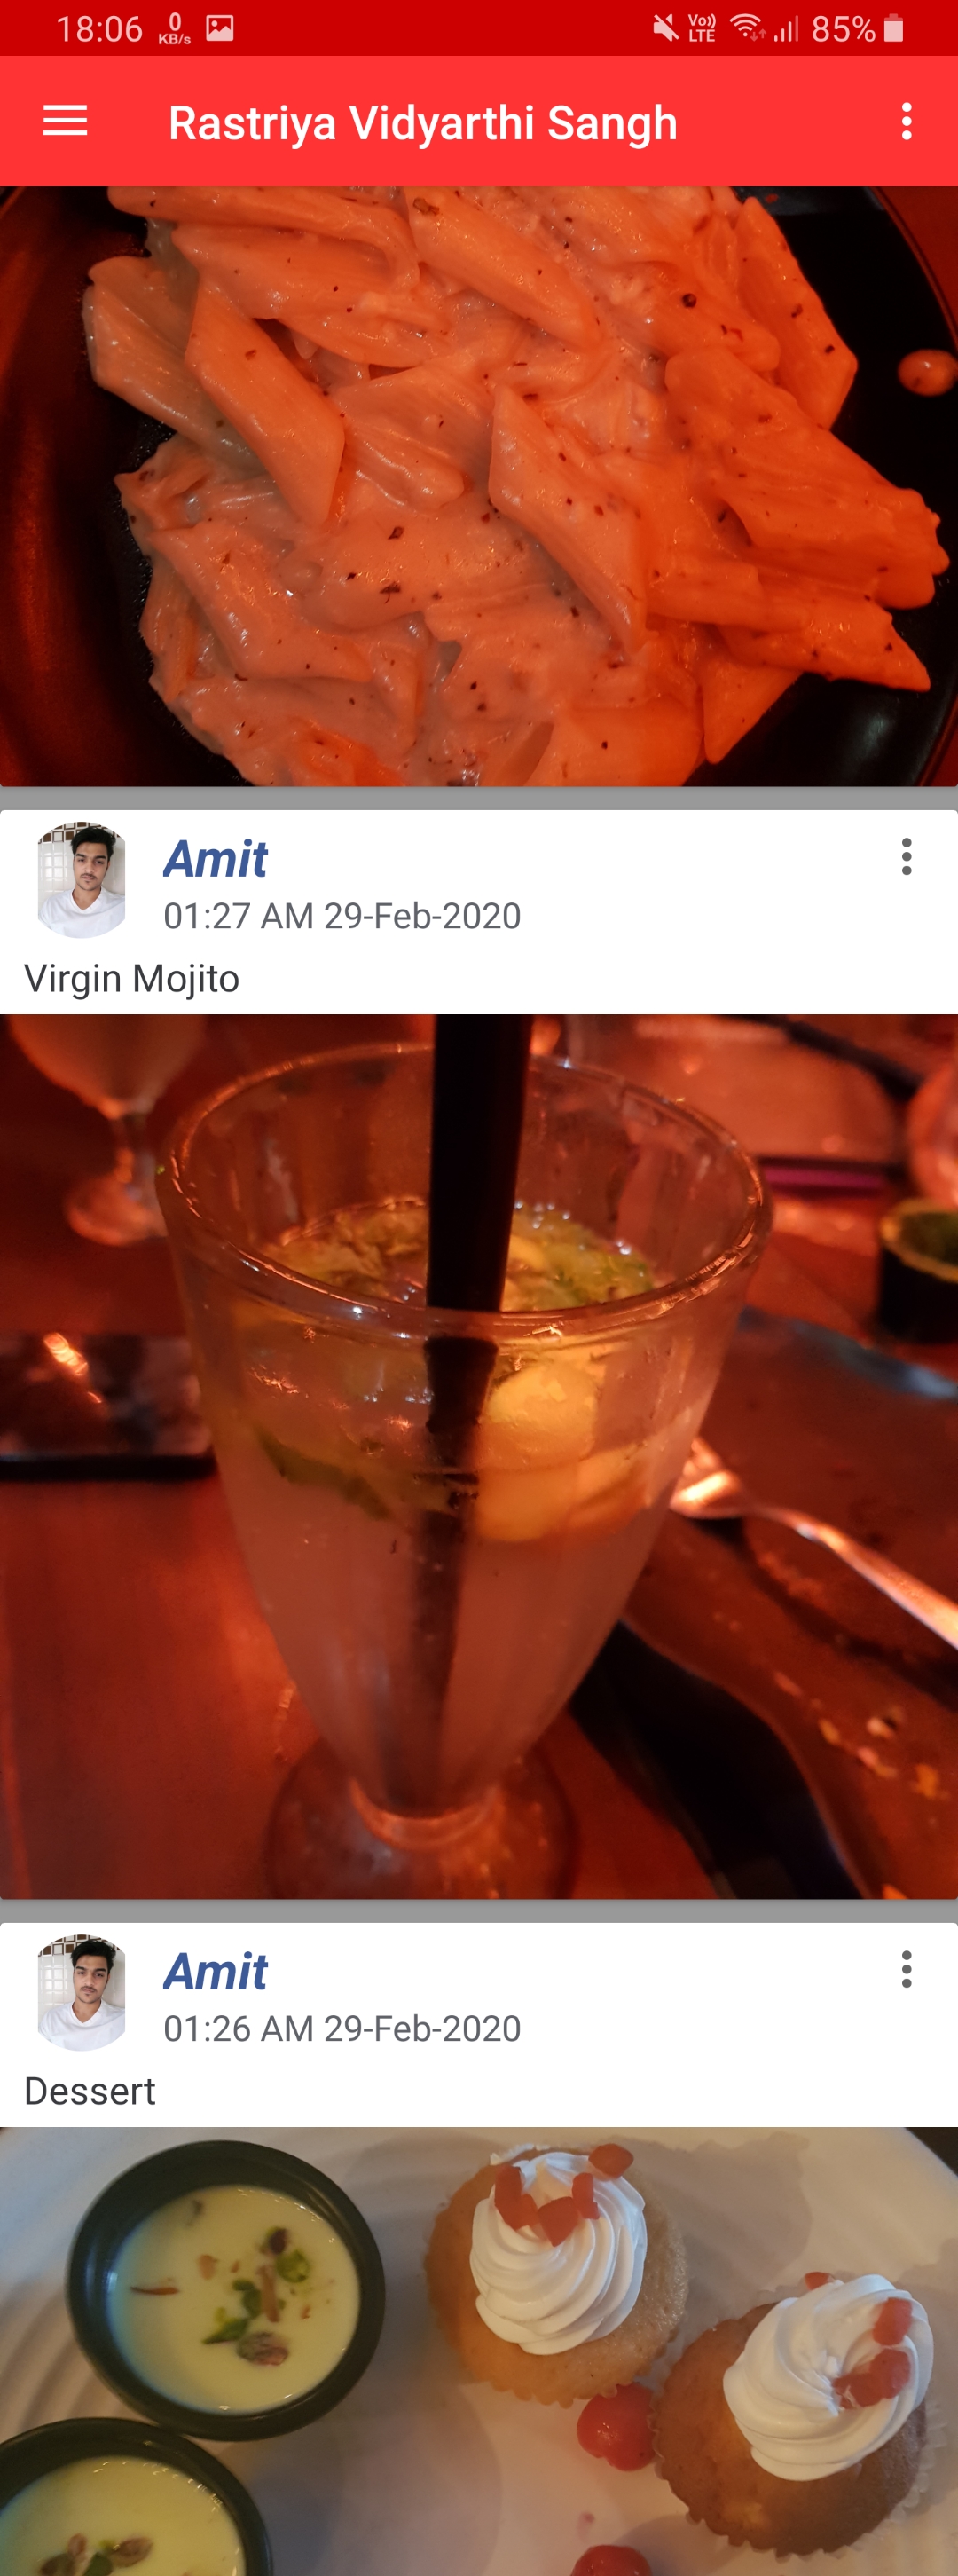 18:06 0 KB/s Vo)) LTE 85%
Rastriya Vidyarthi Sangh
Amit
01:27 AM 29-Feb-2020
Virgin Mojito
Amit
01:26 AM 29-Feb-2020
Dessert